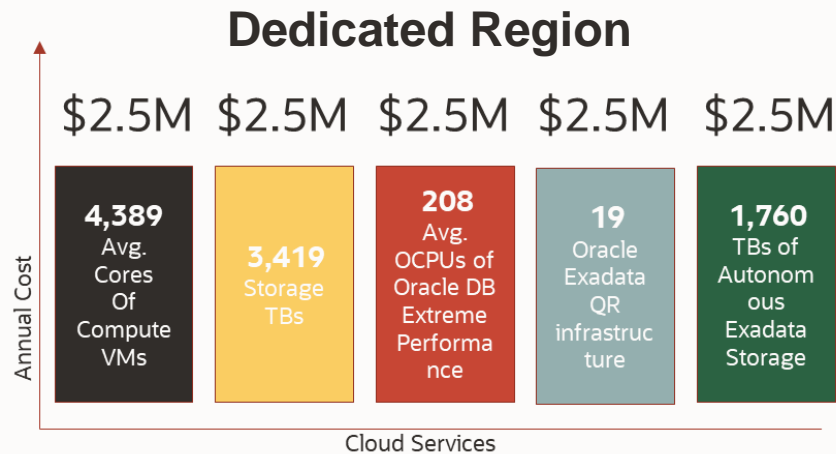 Dedicated Region
$2.5M $2.5M $2.5M $2.5M $2.5M
4,389
Avg.
Cores
Of
Compute
VMs
3,419
Storage
TBs
208
Avg.
OCPUs of
Oracle DB
Extreme
Performa
nce
19
Oracle
Exadata
QR
infrastruc
ture
1,760
TBs of
Autonom
ous
Exadata
Storage
Annual Cost
Cloud Services